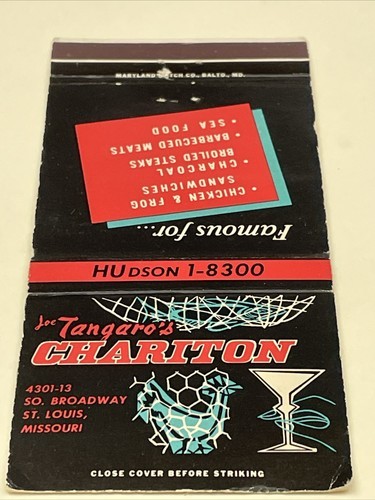 MARYLAND MATCH CO., BALTO., MD.
Famous for...
• CHICKEN & FROG
SANDWICHES
• CHARCOAL
BROILED STEAKS
• BARBECUED MEATS
• SEA FOOD
HUDSON 1-8300
Joe Tangaro's
CHARITON
4301-13
SO. BROADWAY
ST. LOUIS,
MISSOURI
CLOSE COVER BEFORE STRIKING